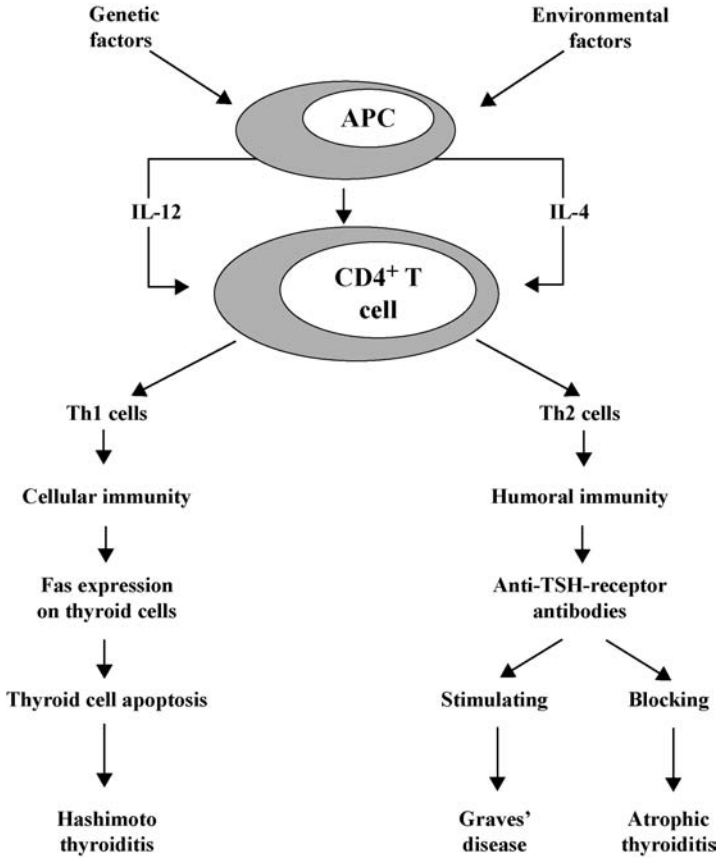 Genetic
factors
Environmental
factors
APC
IL-12
IL-4
CD4+ T
cell
Th1 cells
Th2 cells
Cellular immunity
Humoral immunity
Fas expression
on thyroid cells
Anti-TSH-receptor
antibodies
Thyroid cell apoptosis
Stimulating
Blocking
Hashimoto
thyroiditis
Graves’
disease
Atrophic
thyroiditis